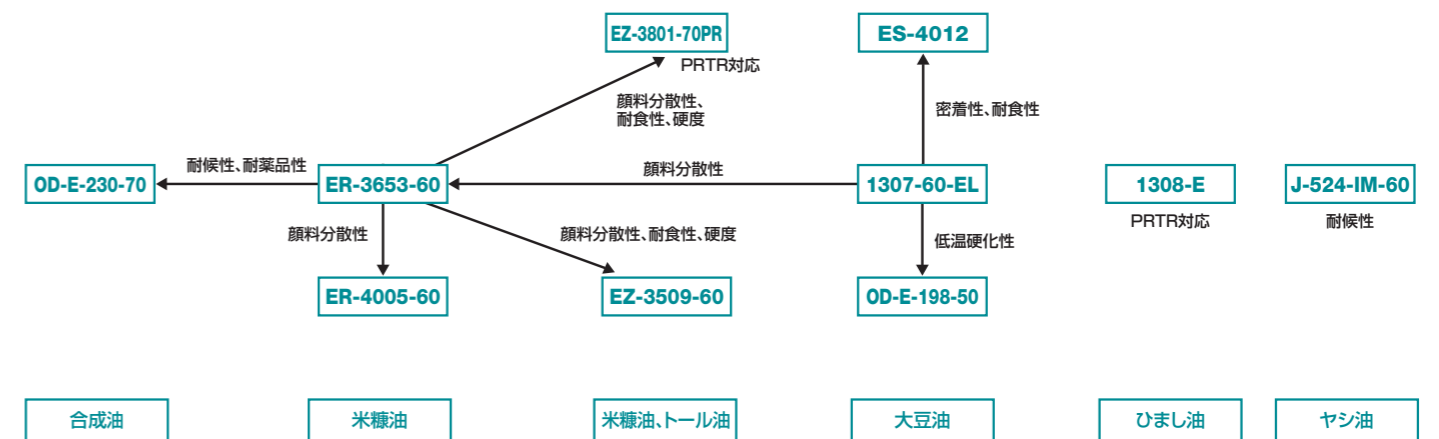 EZ-3801-70PR
ES-4012
PRTR対応
顔料分散性、
耐食性、硬度
密着性、耐食性
耐候性、耐薬品性
顔料分散性
OD-E-230-70
ER-3653-60
1307-60-EL
1308-E
J-524-IM-60
PRTR対応
耐候性
顔料分散性
顔料分散性、耐食性、硬度
低温硬化性
ER-4005-60
EZ-3509-60
OD-E-198-50
合成油
米糠油
米糠油、トール油
大豆油
ひまし油
ヤシ油